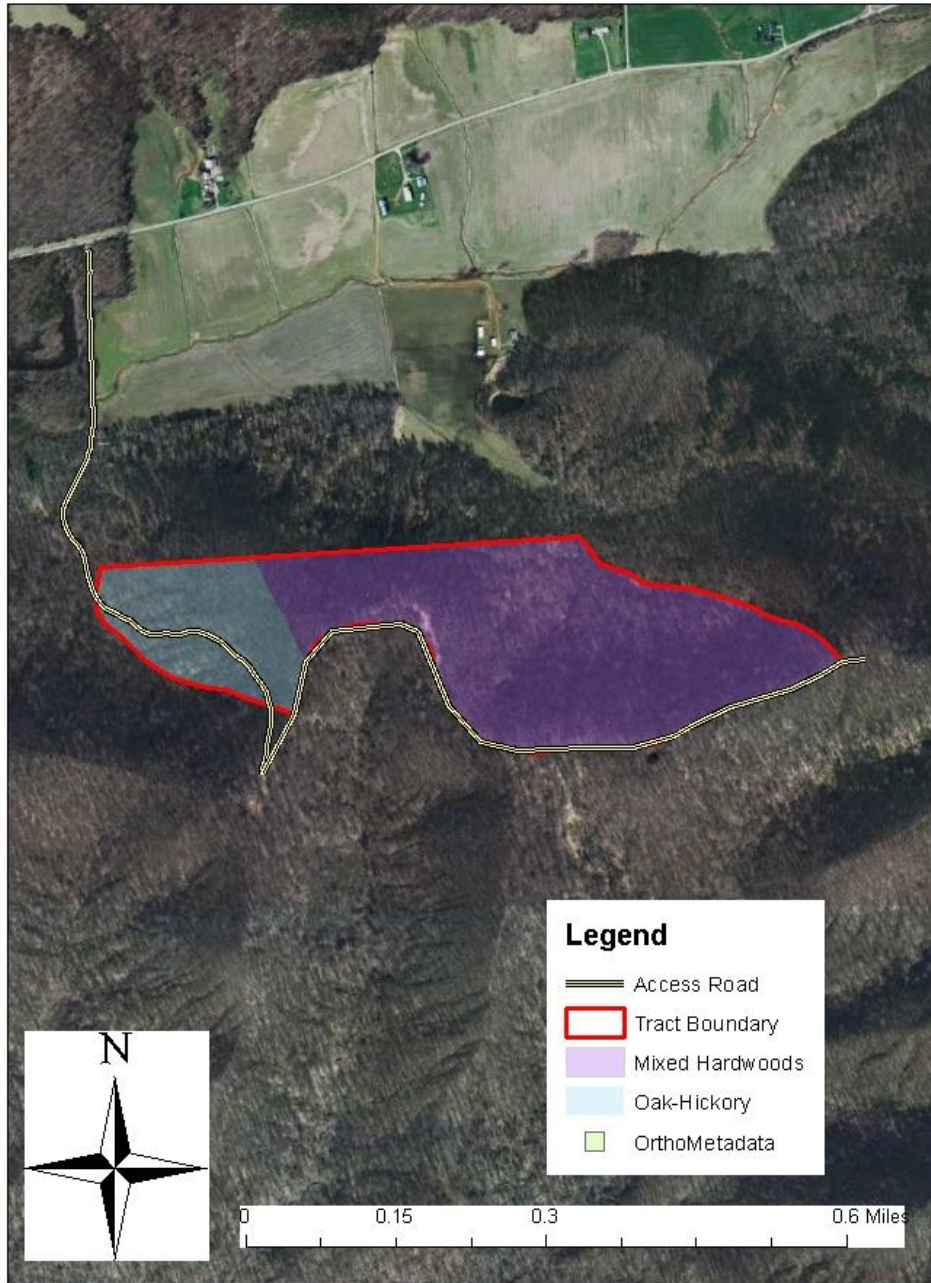 Legend
Access Road
Tract Boundary
Mixed Hardwoods
Oak-Hickory
OrthoMetadata
N
0 0.15 0.3 0.6 Miles